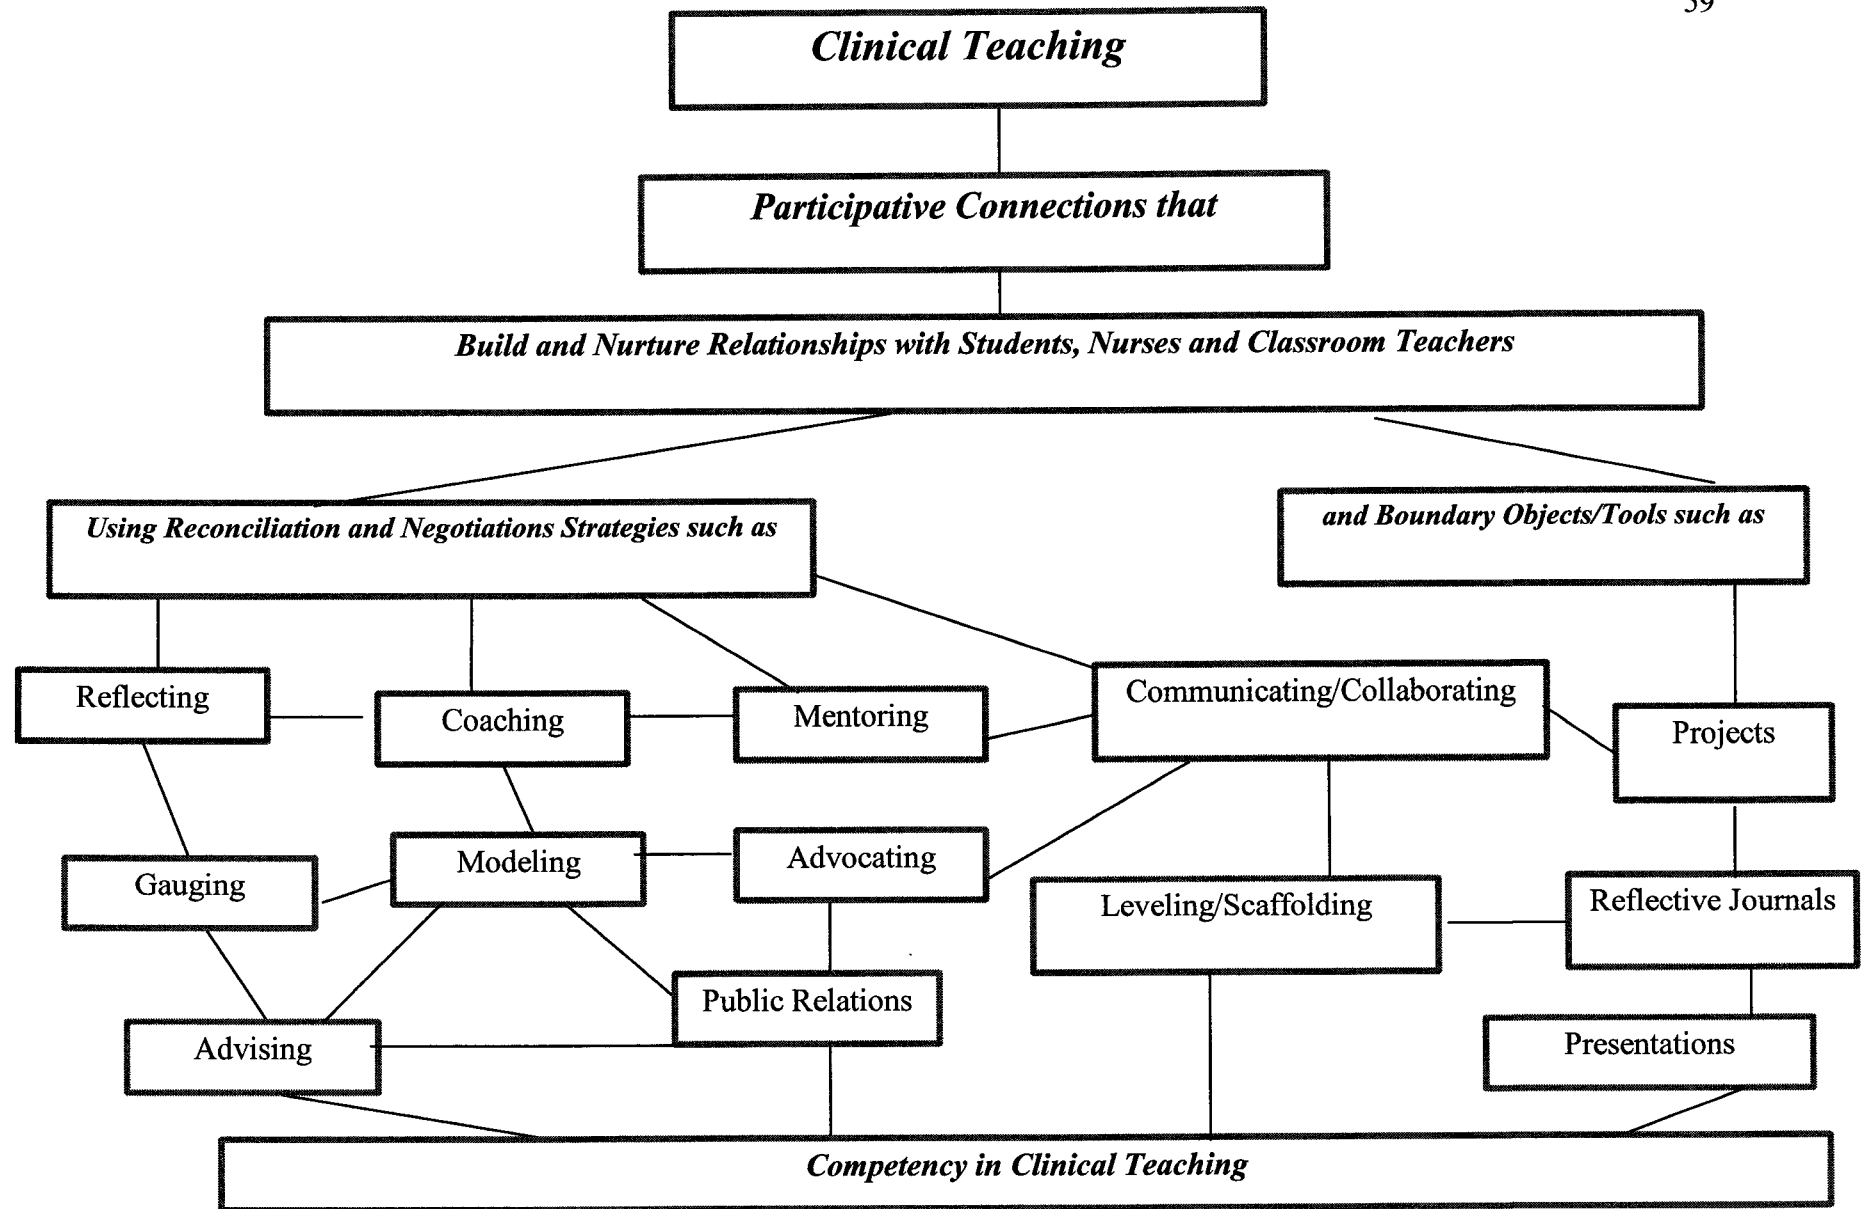 59
Clinical Teaching
Participative Connections that
Build and Nurture Relationships with Students, Nurses and Classroom Teachers
Using Reconciliation and Negotiations Strategies such as
and Boundary Objects/Tools such as
Reflecting
Coaching
Mentoring
Communicating/Collaborating
Projects
Gauging
Modeling
Advocating
Leveling/Scaffolding
Reflective Journals
Advising
Public Relations
Presentations
Competency in Clinical Teaching